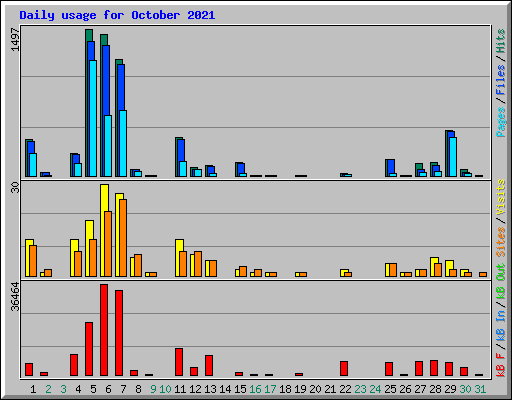 Daily usage for October 2021
1497
Pages/Files/Hits
30
Sites/Visits
36464
kB F/kB In/kB Out
1 2 3 4 5 6 7 8 9 10 11 12 13 14 15 16 17 18 19 20 21 22 23 24 25 26 27 28 29 30 31